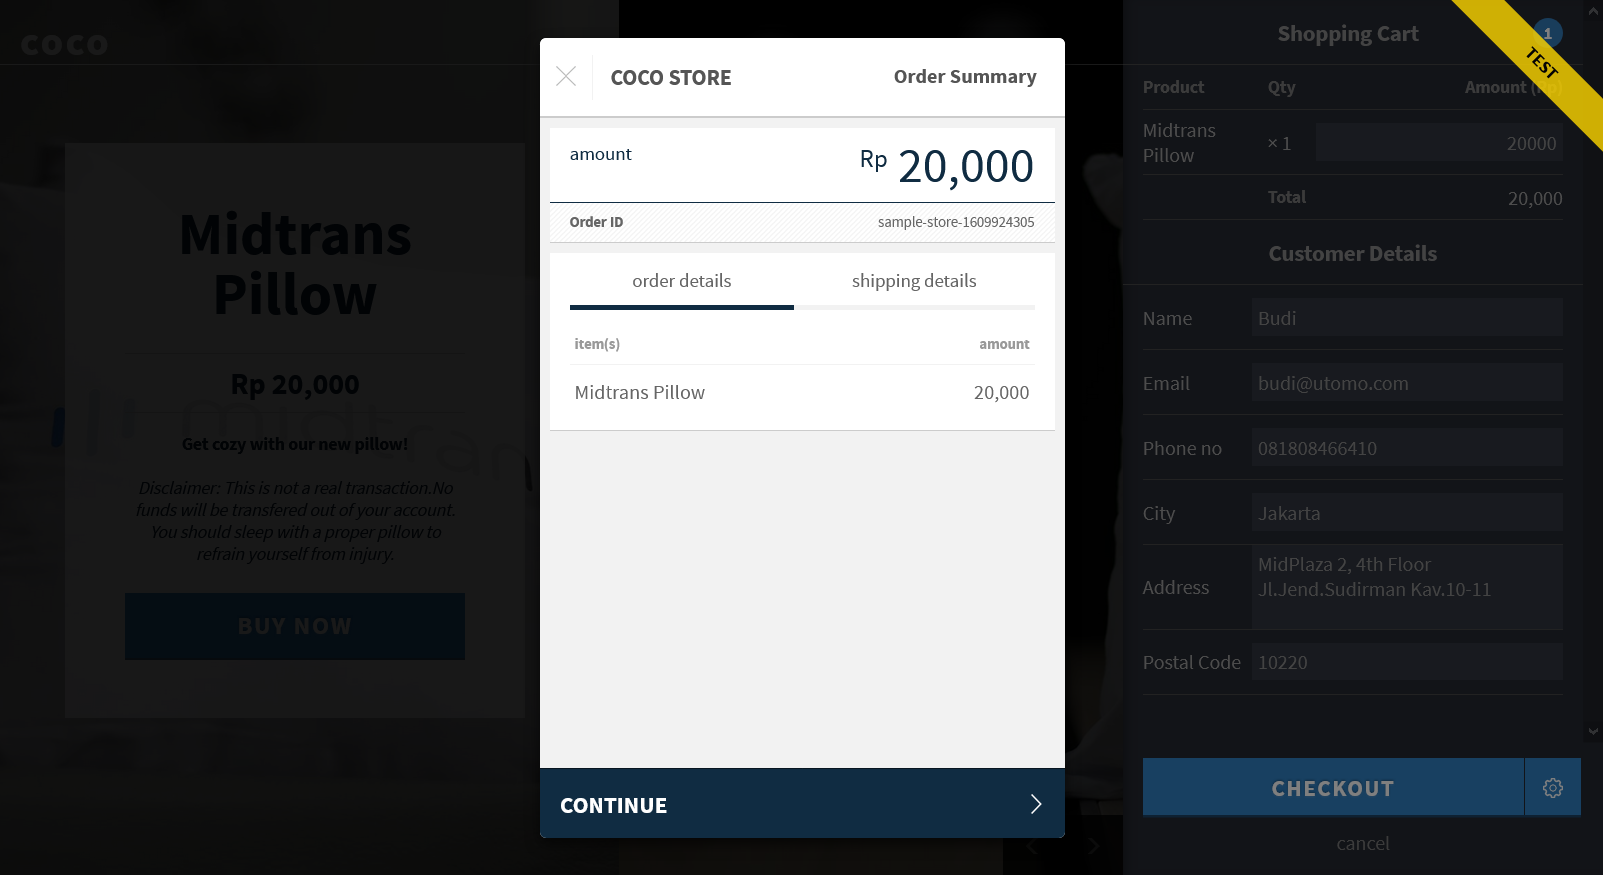 coco
Midtrans
Pillow
Rp 20,000
Get cozy with our new pillow!
Disclaimer: This is not a real transaction.No
funds will be transfered out of your account.
You should sleep with a proper pillow to
refrain yourself from injury.
BUY NOW
COCO STORE
Order Summary
amount
Rp 20,000
Order ID
sample-store-1609924305
order details
shipping details
item(s)
amount
Midtrans Pillow
20,000
CONTINUE
Shopping Cart
1
TEST
Product
Qty
Amount (Rp)
Midtrans
Pillow
× 1
20000
Total
20,000
Customer Details
Name
Budi
Email
budi@utomo.com
Phone no
081808466410
City
Jakarta
Address
MidPlaza 2, 4th Floor
Jl.Jend.Sudirman Kav.10-11
Postal Code
10220
CHECKOUT
cancel